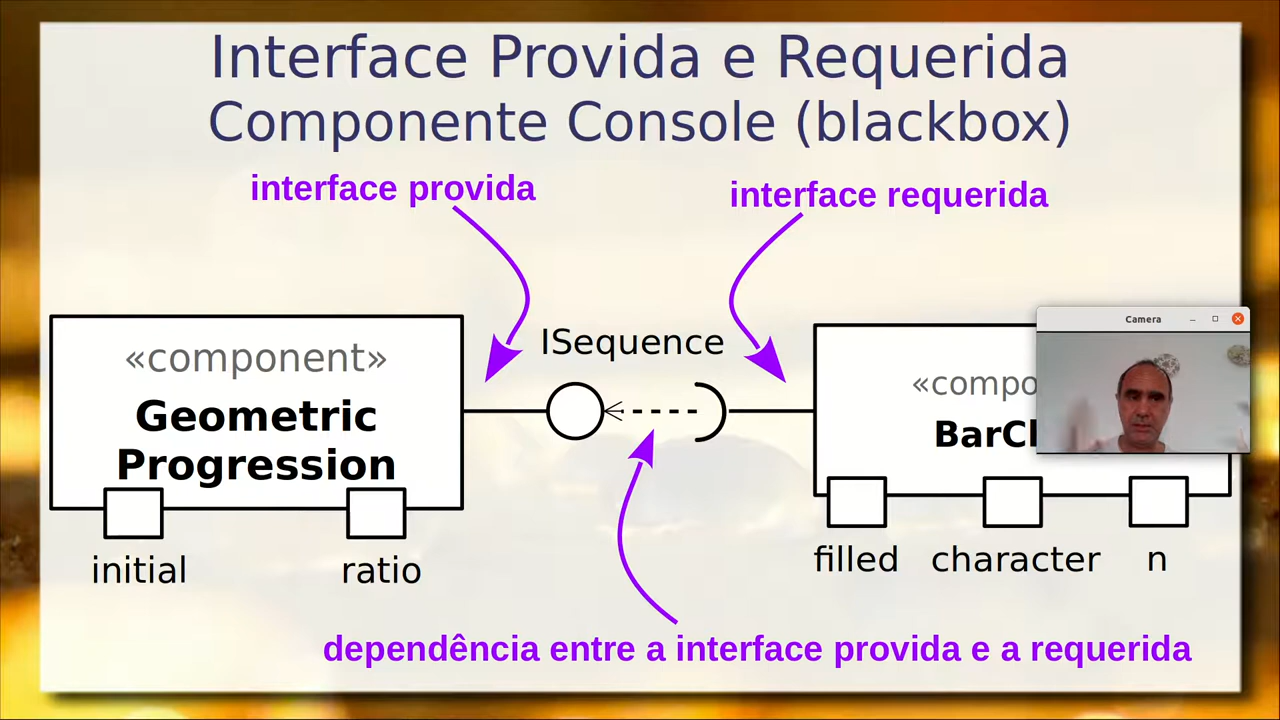 Interface Provida e Requerida
Componente Console (blackbox)
interface provida
interface requerida
ISequence
«component»
Geometric
Progression
initial
ratio
Camera
filled
character
n
dependência entre a interface provida e a requerida